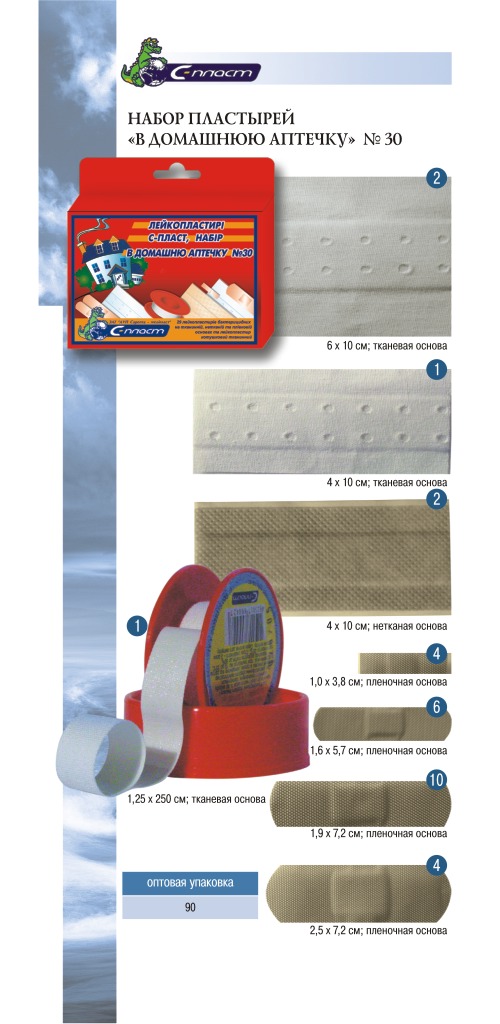 С-пласт
НАБОР ПЛАСТЫРЕЙ
«В ДОМАШНЮЮ АПТЕЧКУ» № 30
2
ЛЕЙКОПЛАСТИРІ
С-ПЛАСТ, НАБІР
В ДОМАШНЮ АПТЕЧКУ №30
С-пласт
6 x 10 см; тканевая основа
1
4 x 10 см; тканевая основа
2
4 x 10 см; нетканая основа
С-пласт
1
4
1,0 x 3,8 см; пленочная основа
6
1,6 x 5,7 см; пленочная основа
10
1,25 x 250 см; тканевая основа
1,9 x 7,2 см; пленочная основа
4
оптовая упаковка
90
2,5 x 7,2 см; пленочная основа